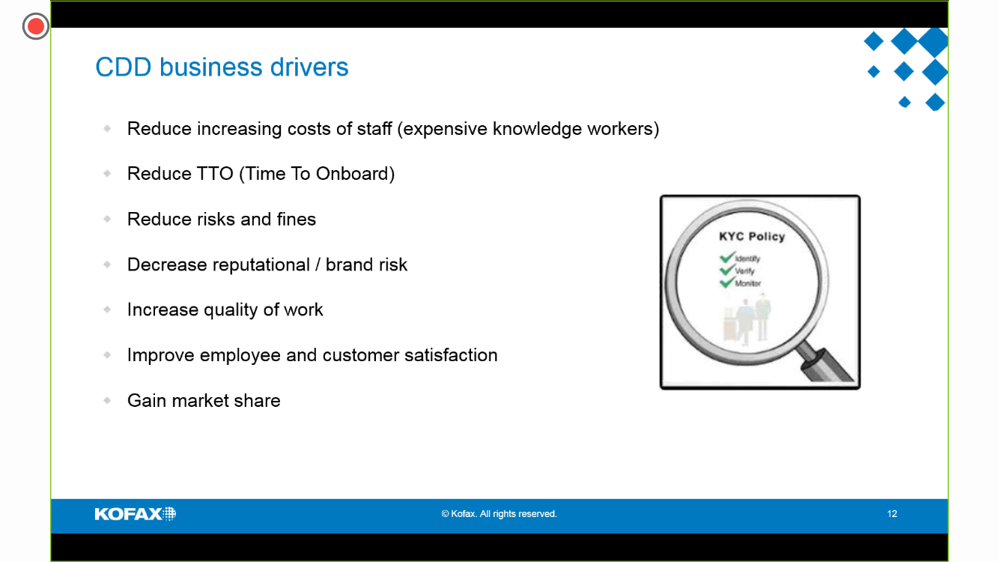 CDD business drivers
Reduce increasing costs of staff (expensive knowledge workers)
Reduce TTO (Time To Onboard)
Reduce risks and fines
Decrease reputational / brand risk
Increase quality of work
Improve employee and customer satisfaction
Gain market share
KYC Policy
Identify
Verify
Monitor
KOFAX
© Kofax. All rights reserved.
12